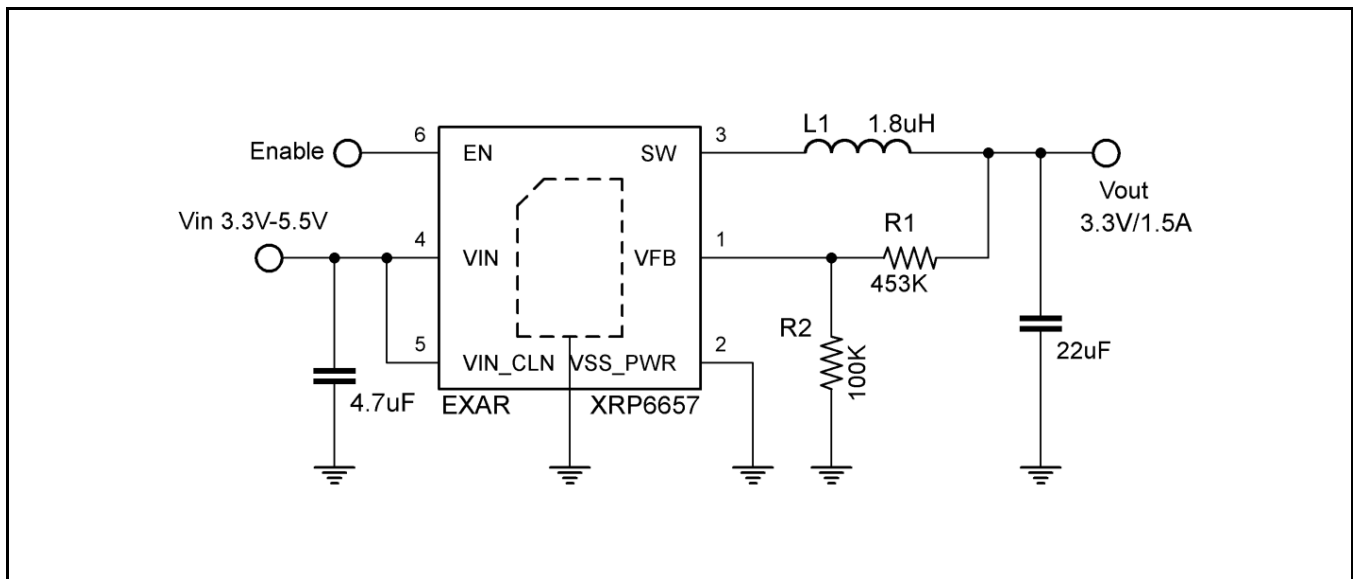 L1 1.8uH
6 3
Enable EN SW
Vout
3.3V/1.5A
Vin 3.3V-5.5V
R1
4 1
VIN VFB
453K
R2
100K
5 2
VIN_CLN VSS_PWR
22uF
4.7uF
EXAR XRP6657